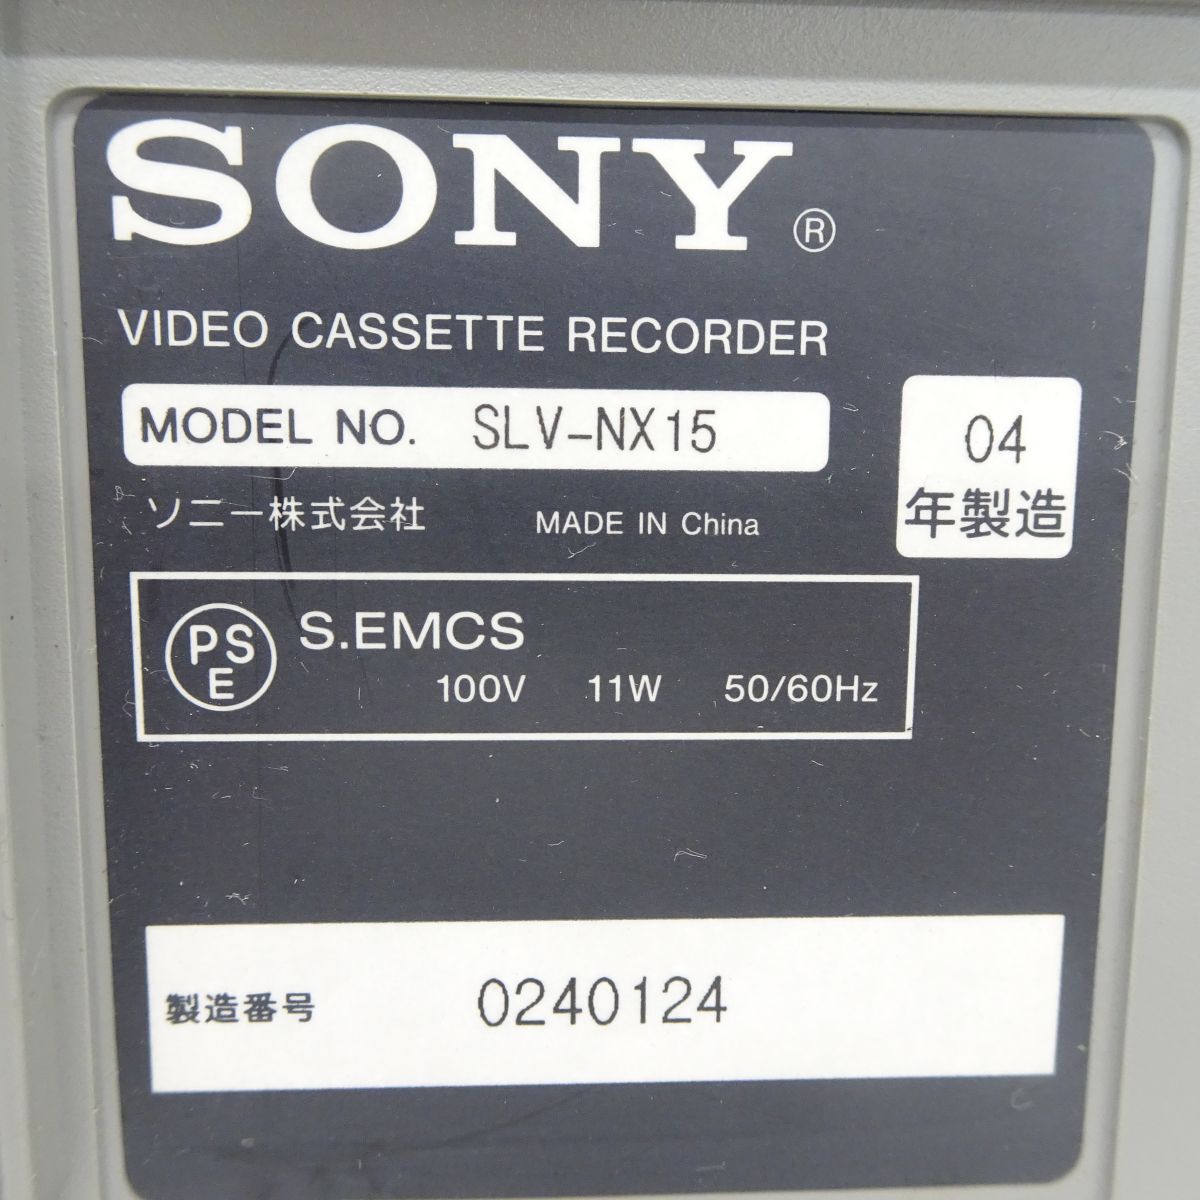 SONY®
VIDEO CASSETTE RECORDER
MODEL NO. SLV-NX15
04
年製造
ソニー株式会社 MADE IN China
PSE
S.EMCS
100V 11W 50/60Hz
製造番号 0240124